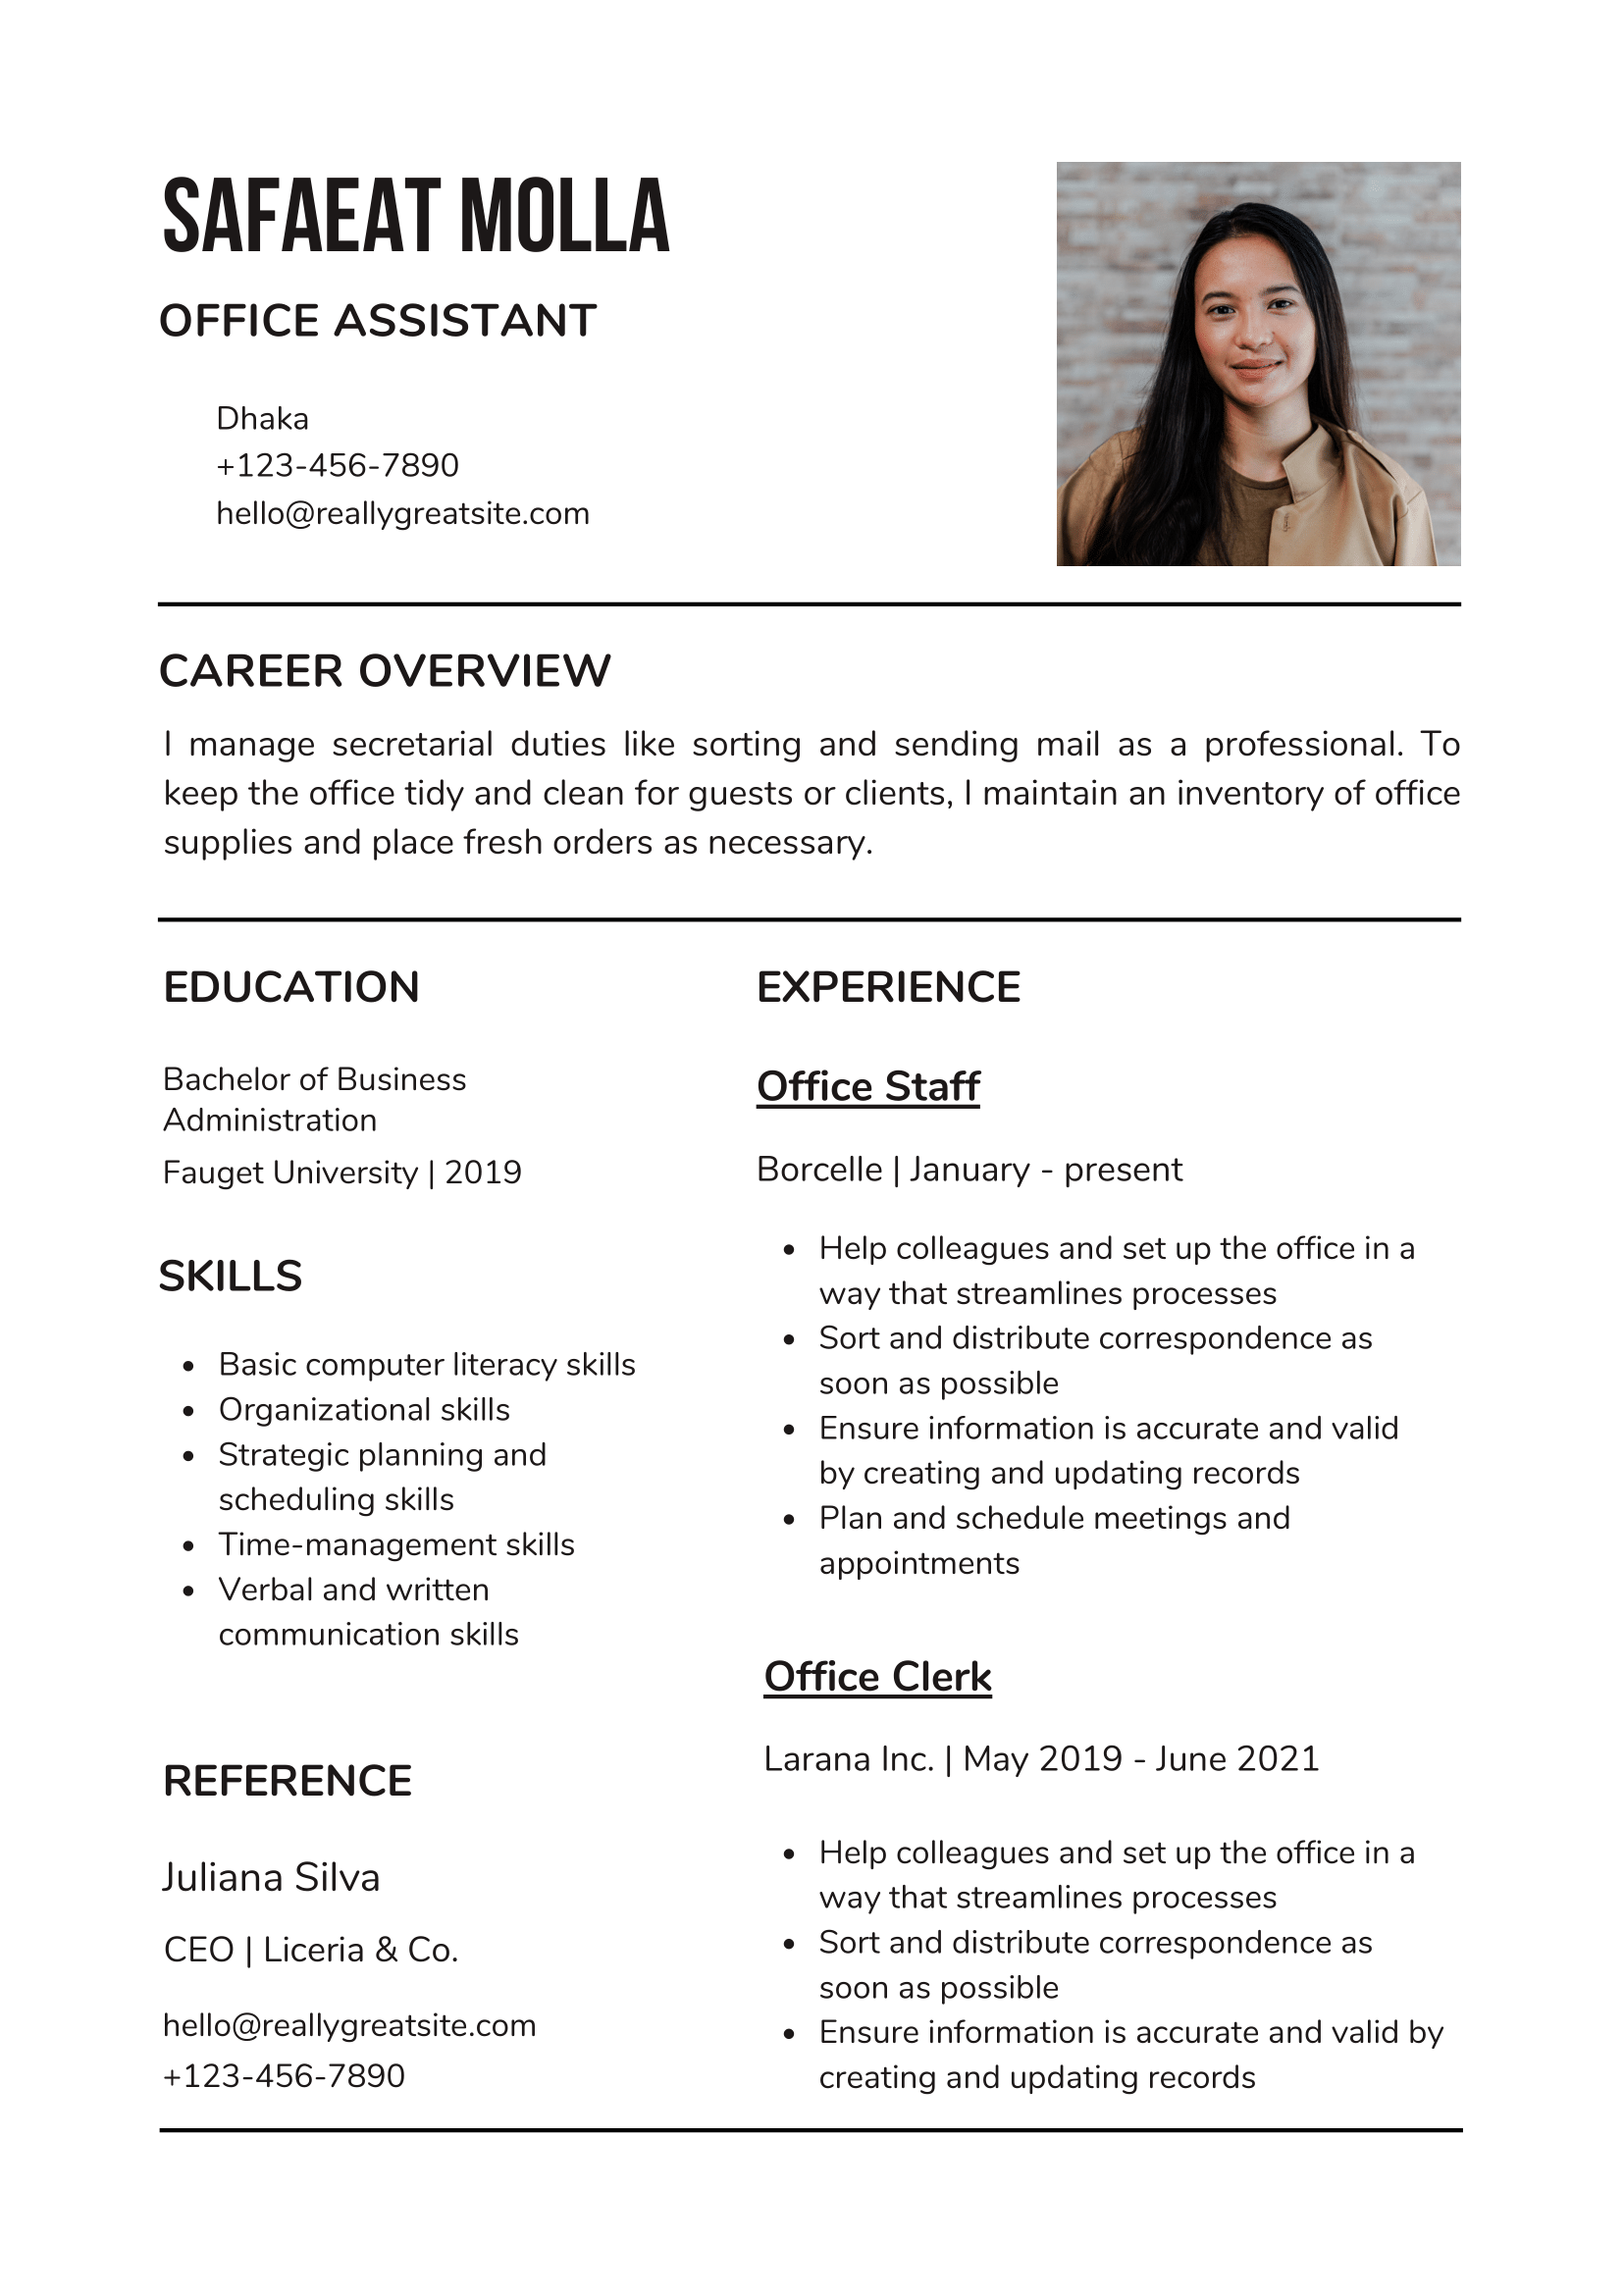 SAFAEAT MOLLA
OFFICE ASSISTANT
Dhaka
+123-456-7890
hello@reallygreatsite.com
CAREER OVERVIEW
I manage secretarial duties like sorting and sending mail as a professional. To
keep the office tidy and clean for guests or clients, I maintain an inventory of office
supplies and place fresh orders as necessary.
EDUCATION
Bachelor of Business
Administration
Fauget University | 2019
SKILLS
• Basic computer literacy skills
• Organizational skills
• Strategic planning and
scheduling skills
• Time-management skills
• Verbal and written
communication skills
REFERENCE
Juliana Silva
CEO | Liceria & Co.
hello@reallygreatsite.com
+123-456-7890
EXPERIENCE
Office Staff
Borcelle | January - present
• Help colleagues and set up the office in a
way that streamlines processes
• Sort and distribute correspondence as
soon as possible
• Ensure information is accurate and valid
by creating and updating records
• Plan and schedule meetings and
appointments
Office Clerk
Larana Inc. | May 2019 - June 2021
• Help colleagues and set up the office in a
way that streamlines processes
• Sort and distribute correspondence as
soon as possible
• Ensure information is accurate and valid by
creating and updating records